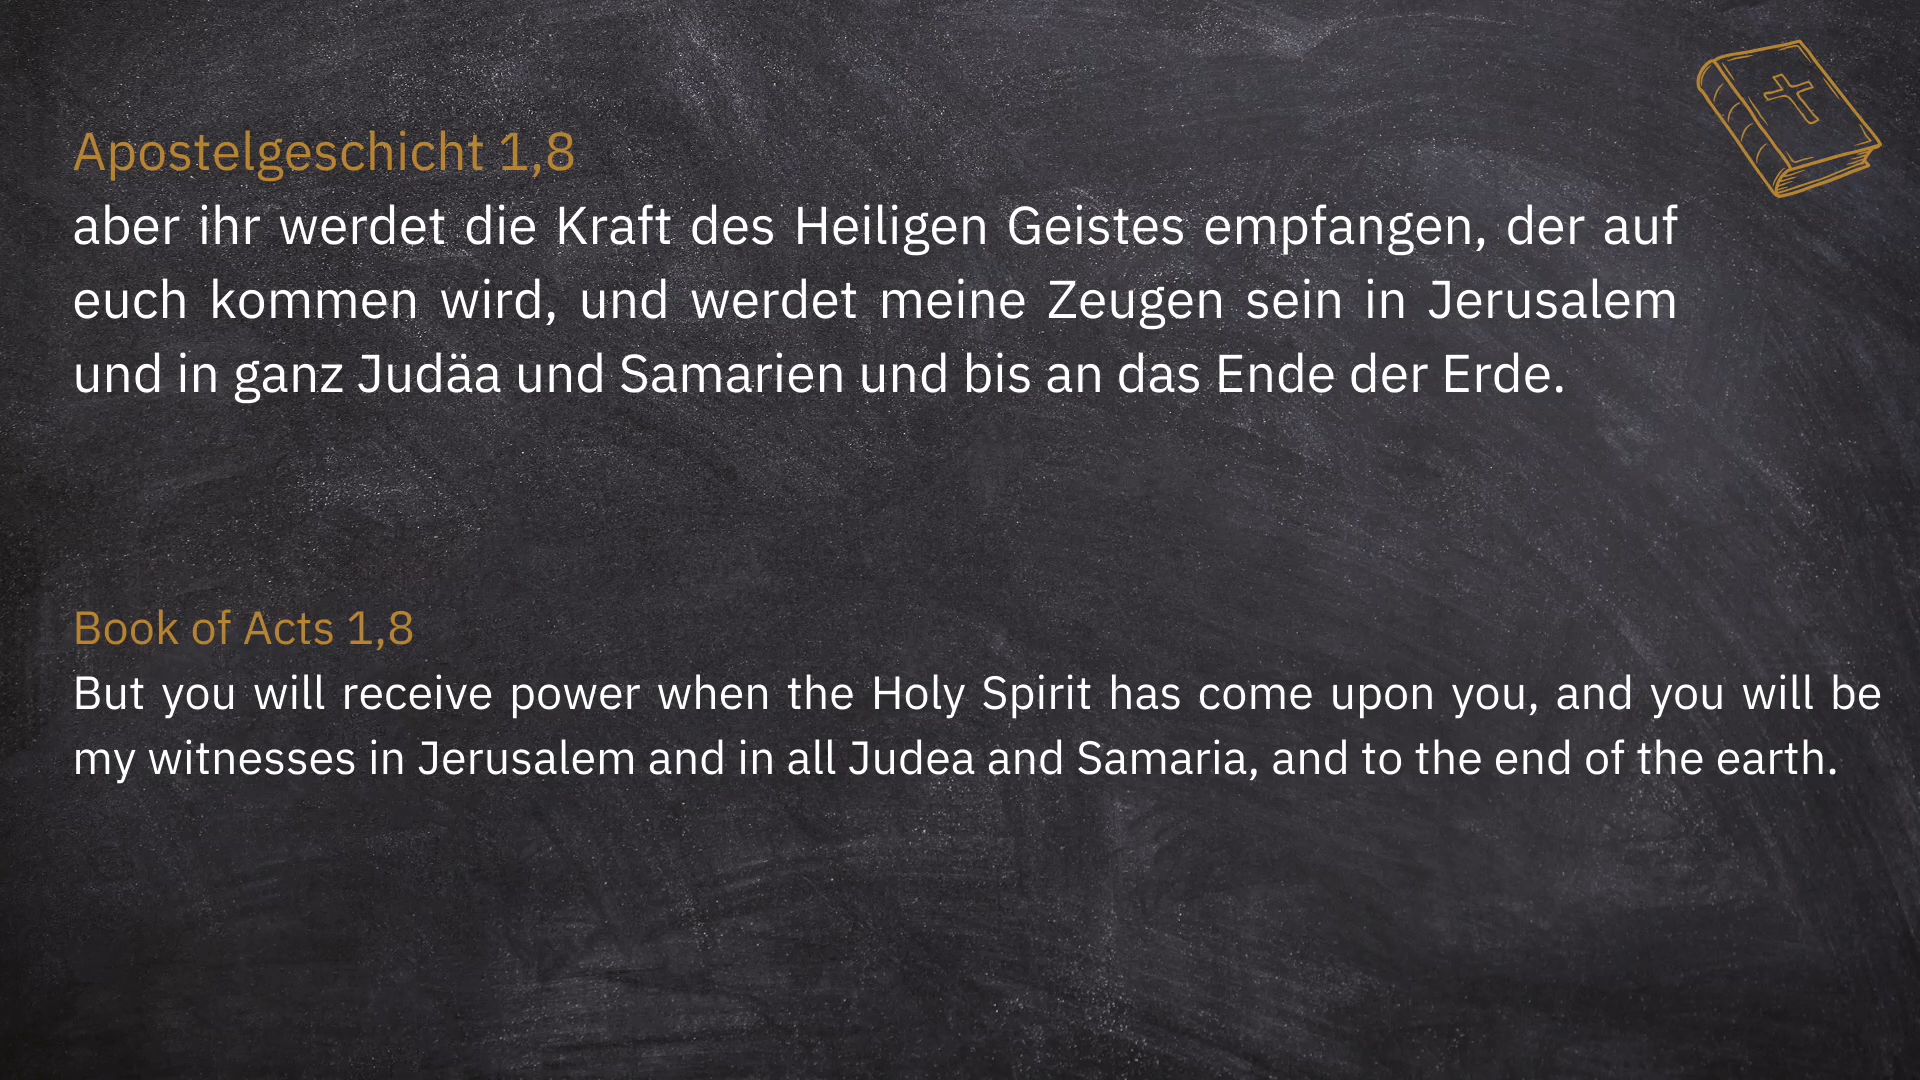 Apostelgeschicht 1,8
aber ihr werdet die Kraft des Heiligen Geistes empfangen, der auf
euch kommen wird, und werdet meine Zeugen sein in Jerusalem
und in ganz Judäa und Samarien und bis an das Ende der Erde.
Book of Acts 1,8
But you will receive power when the Holy Spirit has come upon you, and you will be
my witnesses in Jerusalem and in all Judea and Samaria, and to the end of the earth.